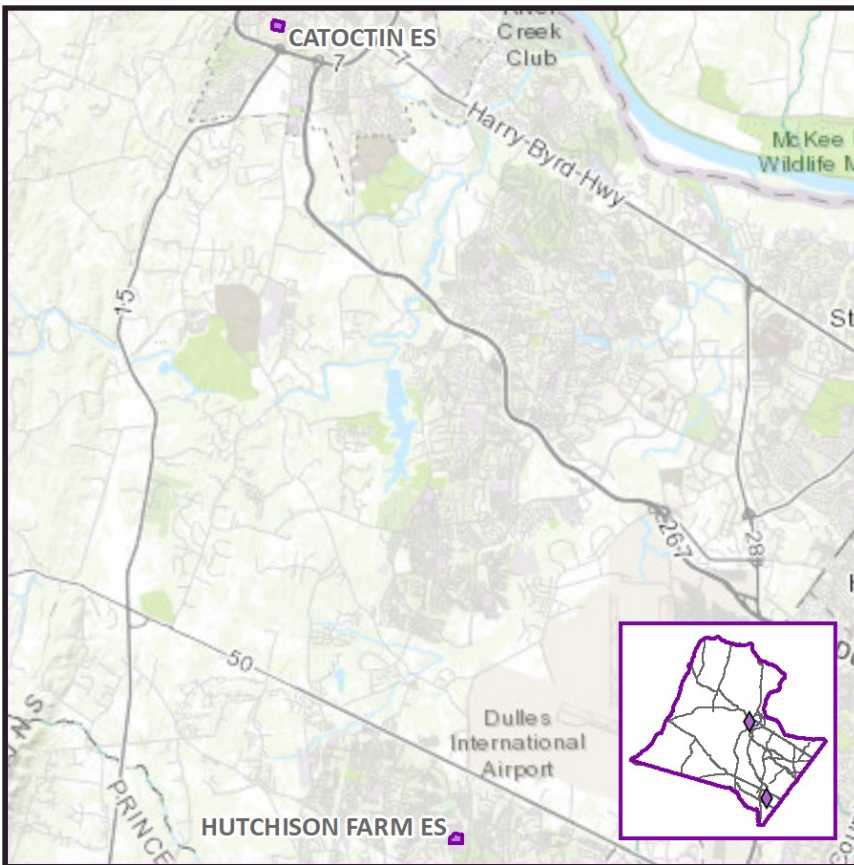 CATOCTIN ES
Creek
Club
7
7
Harry-Byrd-Hwy
McKee
Wildlife M
15
St
267
28
50
Dulles
International
Airport
HUTCHISON FARM ES
PRINCE